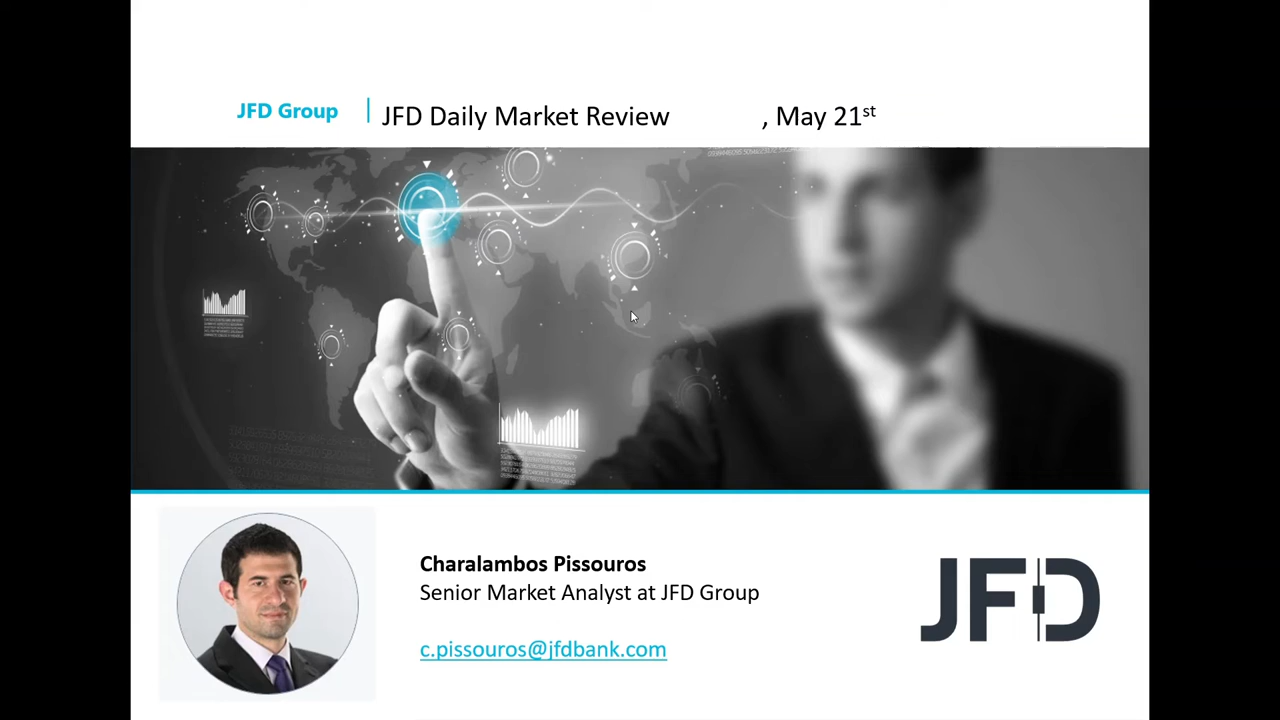 JFD Group
JFD Daily Market Review , May 21st
Charalambos Pissouros
Senior Market Analyst at JFD Group
c.pissouros@jfdbank.com
JFD